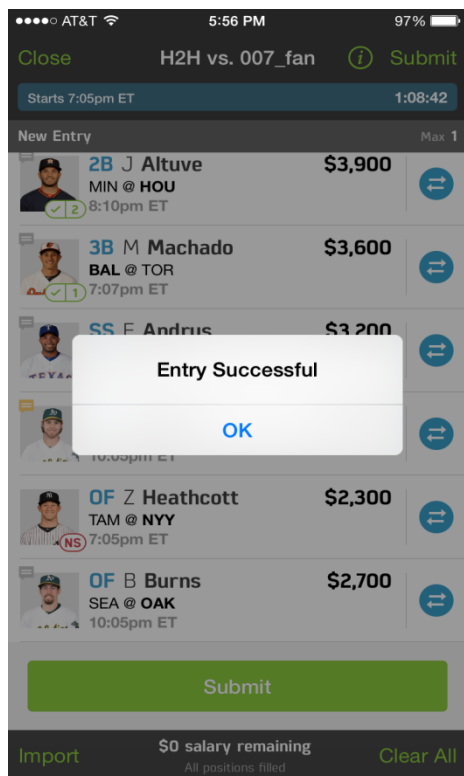 AT&T 5:56 PM 97%
Close H2H vs. 007_fan i Submit
Starts 7:05pm ET 1:08:42
New Entry Max 1
2B J Altuve $3,900
MIN @ HOU
2 8:10pm ET
3B M Machado $3,600
BAL @ TOR
1 7:07pm ET
SS E Andrus $3,200
Entry Successful
OK
10:05pm ET
OF Z Heathcott $2,300
TAM @ NYY
NS 7:05pm ET
OF B Burns $2,700
SEA @ OAK
10:05pm ET
Submit
$0 salary remaining
Import All positions filled Clear All